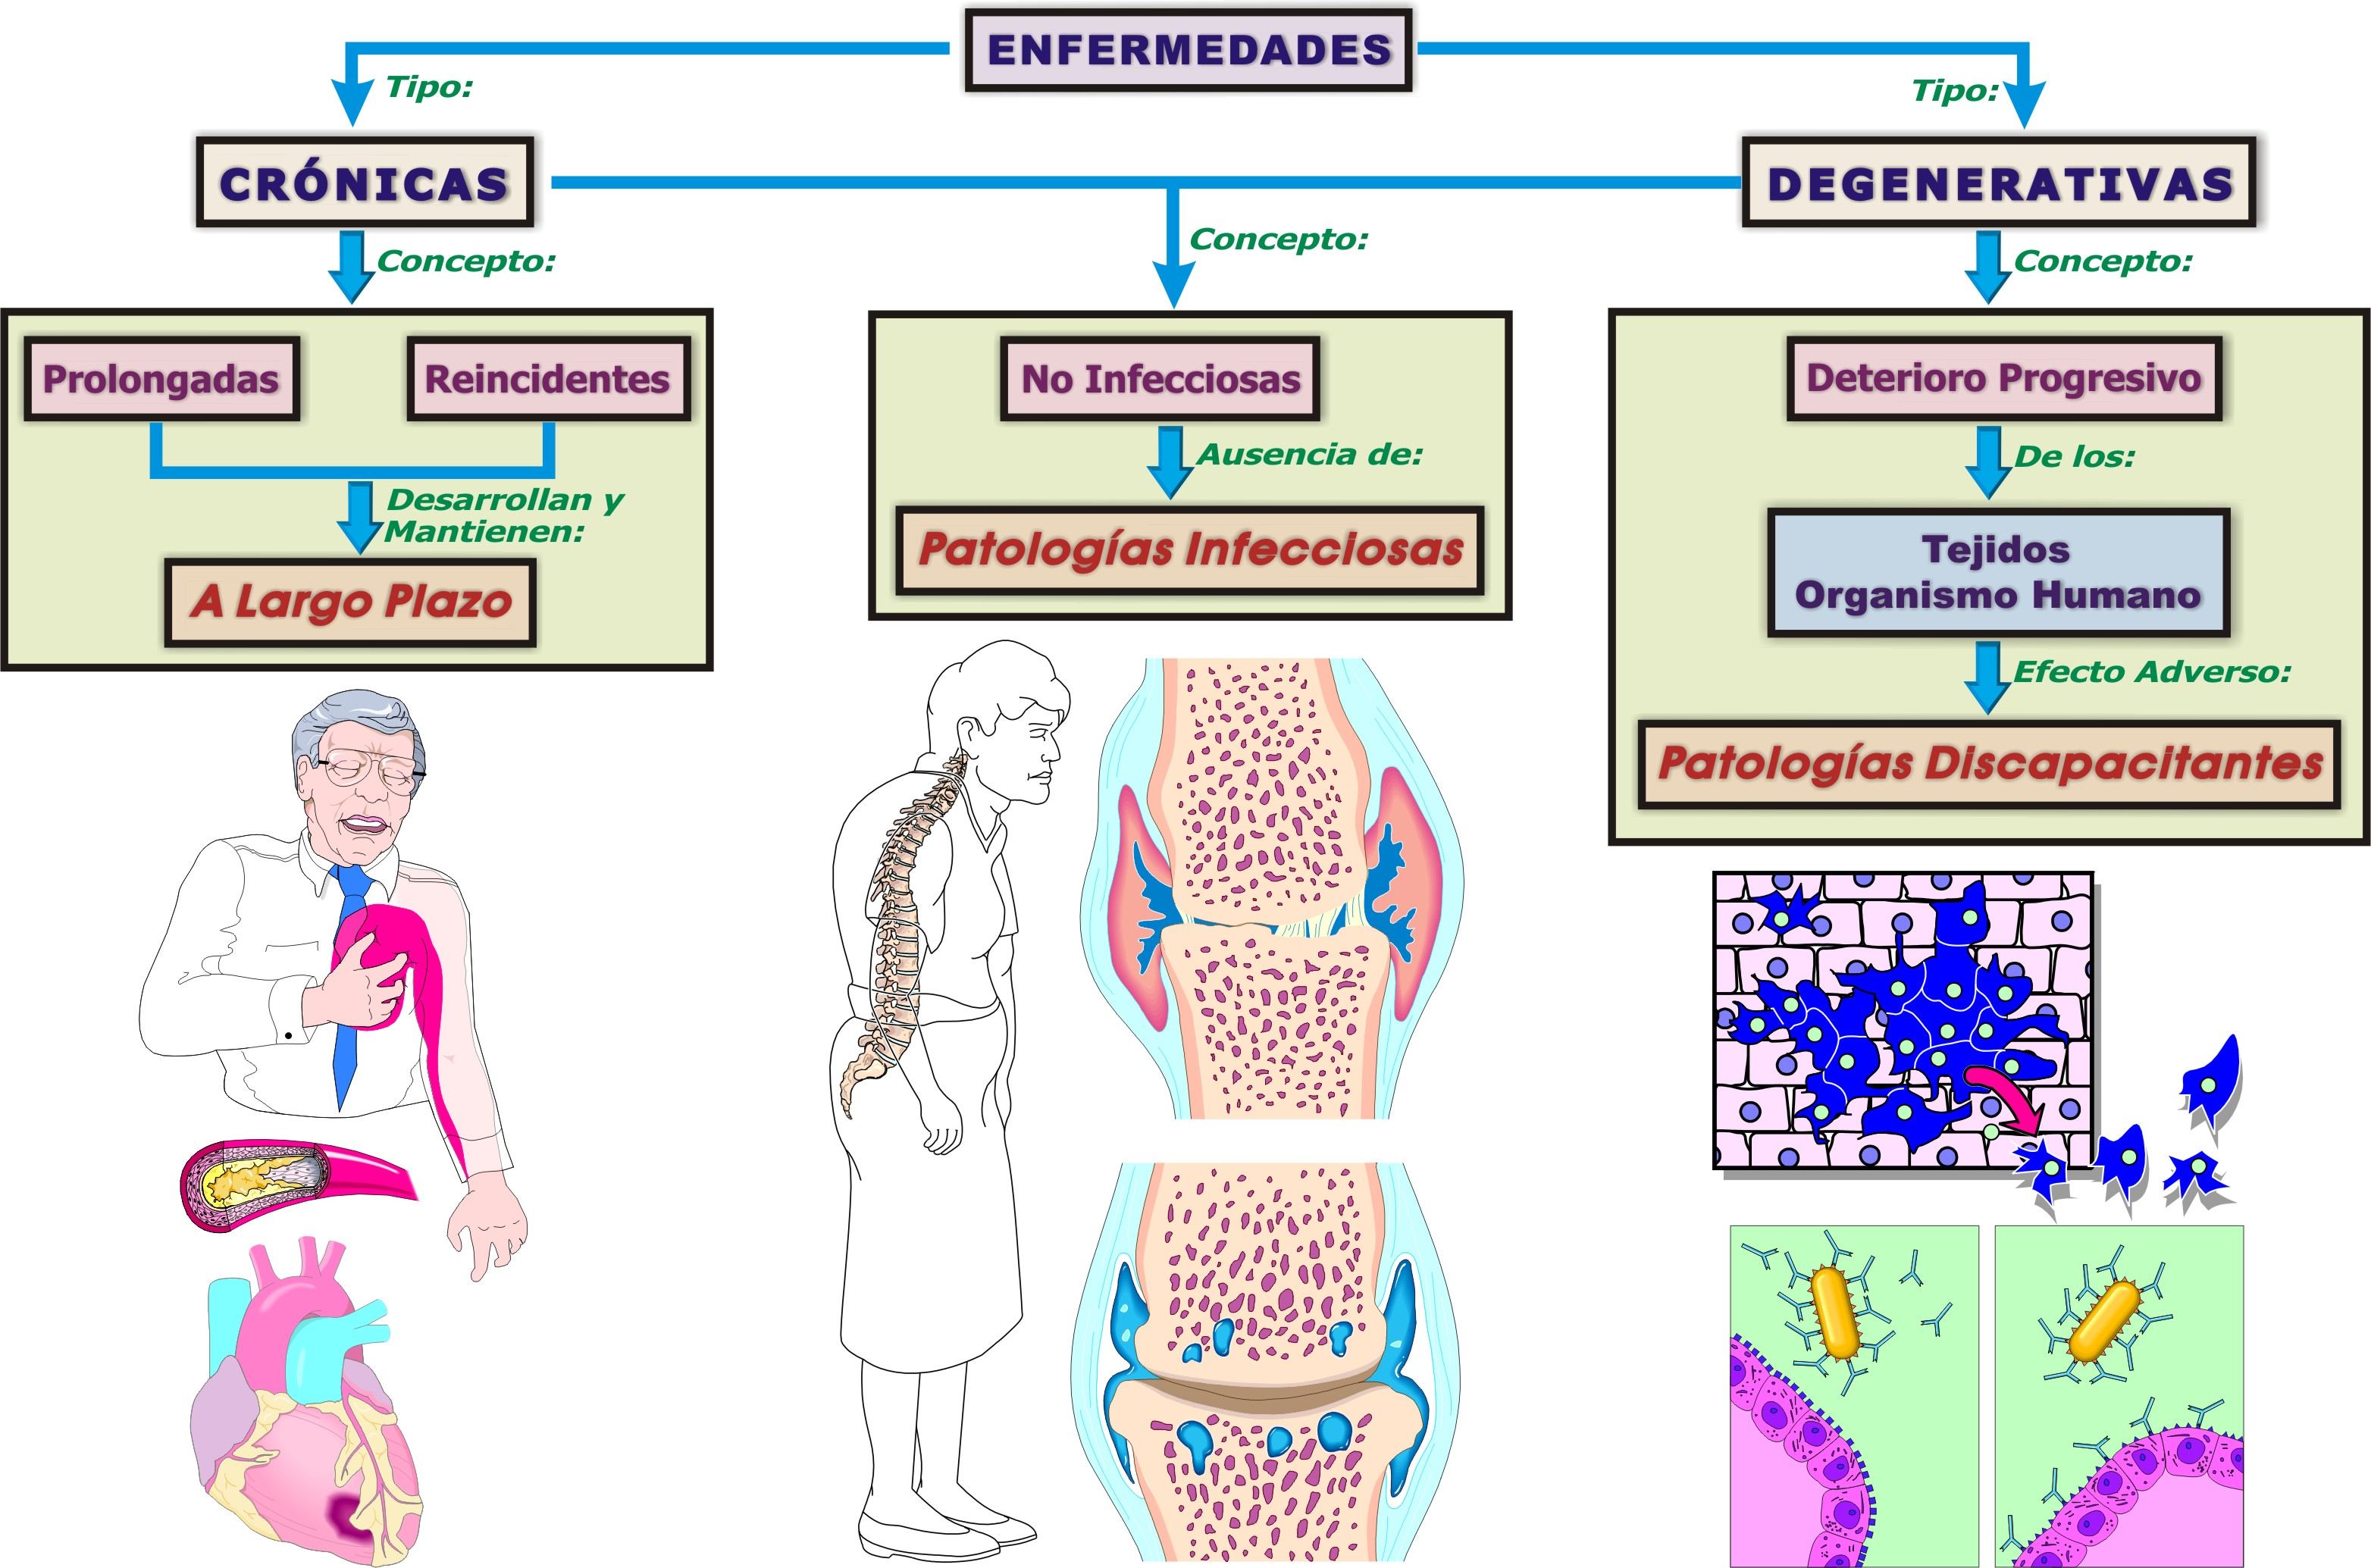 ENFERMEDADES
Tipo:
Tipo:
CRÓNICAS
DEGENERATIVAS
Concepto:
Concepto:
Concepto:
Prolongadas
Reincidentes
Desarrollan y
Mantienen:
A Largo Plazo
No Infecciosas
Ausencia de:
Patologías Infecciosas
Deterioro Progresivo
De los:
Tejidos
Organismo Humano
Efecto Adverso:
Patologías Discapacitantes